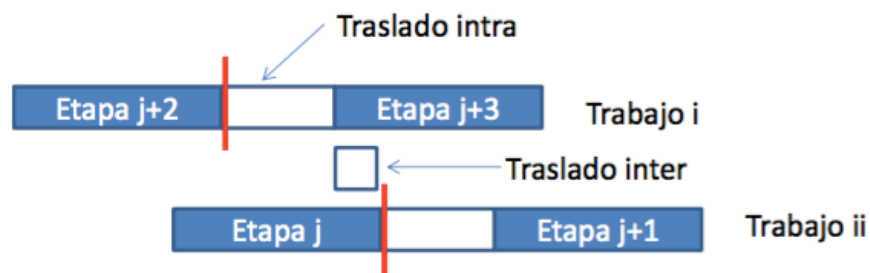 Traslado intra
Etapa j+2
Etapa j+3
Trabajo i
Traslado inter
Etapa j
Etapa j+1
Trabajo ii